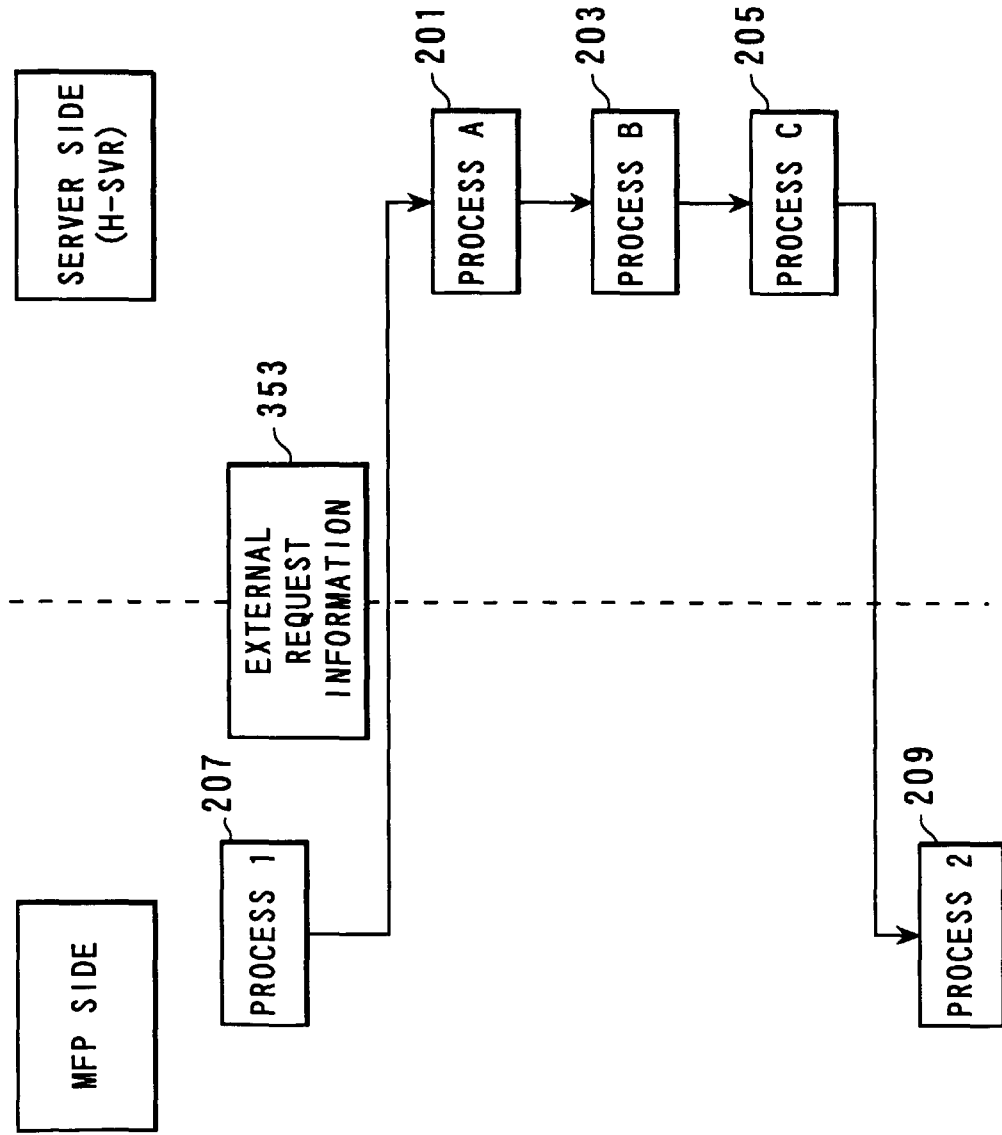 MFP SIDE
SERVER SIDE
(H-SVR)
207
PROCESS 1
353
EXTERNAL
REQUEST
INFORMATION
201
PROCESS A
203
PROCESS B
205
PROCESS C
209
PROCESS 2